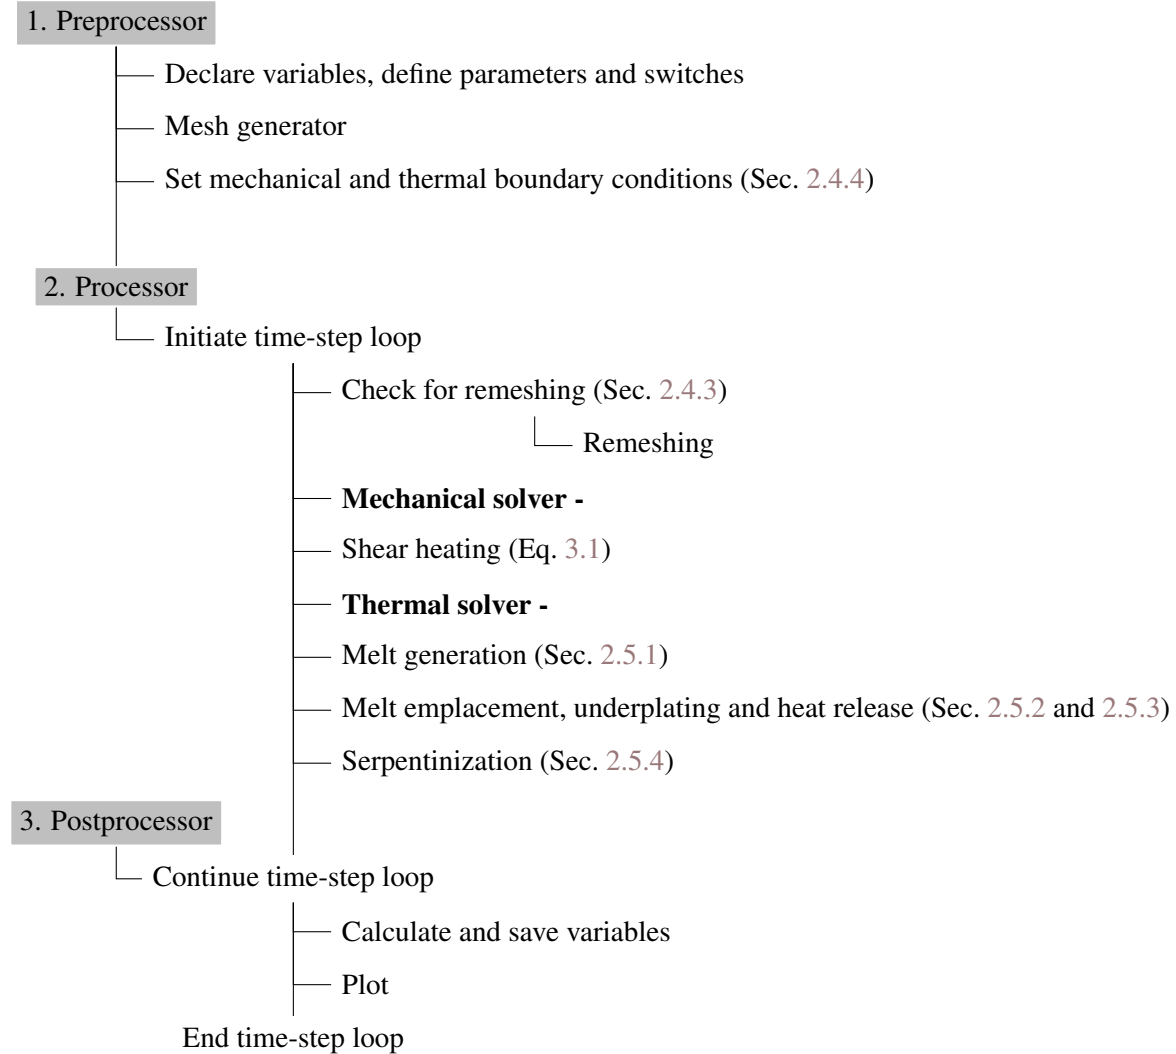 1. Preprocessor
Declare variables, define parameters and switches
Mesh generator
Set mechanical and thermal boundary conditions (Sec. 2.4.4)
2. Processor
Initiate time-step loop
Check for remeshing (Sec. 2.4.3)
Remeshing
Mechanical solver -
Shear heating (Eq. 3.1)
Thermal solver -
Melt generation (Sec. 2.5.1)
Melt emplacement, underplating and heat release (Sec. 2.5.2 and 2.5.3)
Serpentinization (Sec. 2.5.4)
3. Postprocessor
Continue time-step loop
Calculate and save variables
Plot
End time-step loop